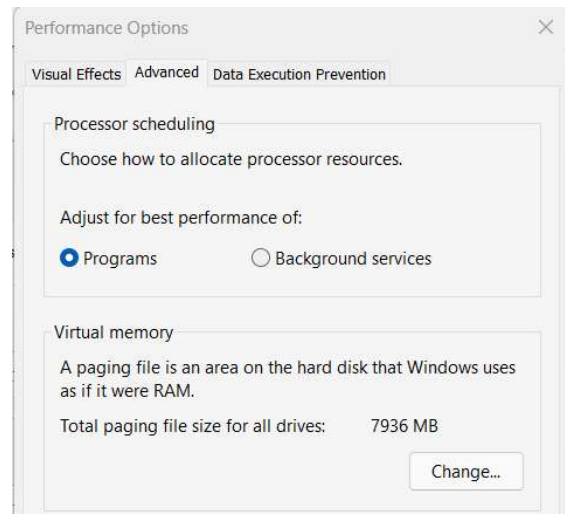 Performance Options
Visual Effects Advanced Data Execution Prevention
Processor scheduling
Choose how to allocate processor resources.
Adjust for best performance of:
Programs Background services
Virtual memory
A paging file is an area on the hard disk that Windows uses
as if it were RAM.
Total paging file size for all drives: 7936 MB
Change...